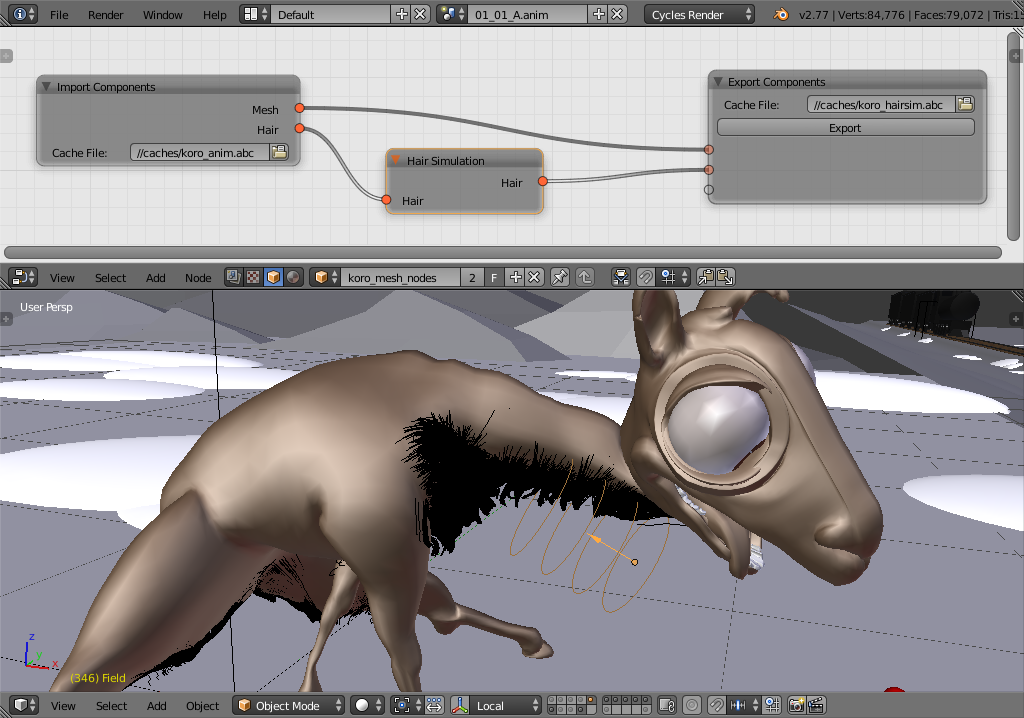 File Render Window Help Default 01_01_A.anim Cycles Render v2.77 | Verts:84,776 | Faces:79,072 | Tris:1
Import Components
Mesh
Hair
Cache File: //caches/koro_anim.abc
Hair Simulation
Hair
Hair
Export Components
Cache File: //caches/koro_hairsim.abc
Export
View Select Add Node koro_mesh_nodes 2 F
User Persp
z
y
x
(346) Field
View Select Add Object Object Mode Local